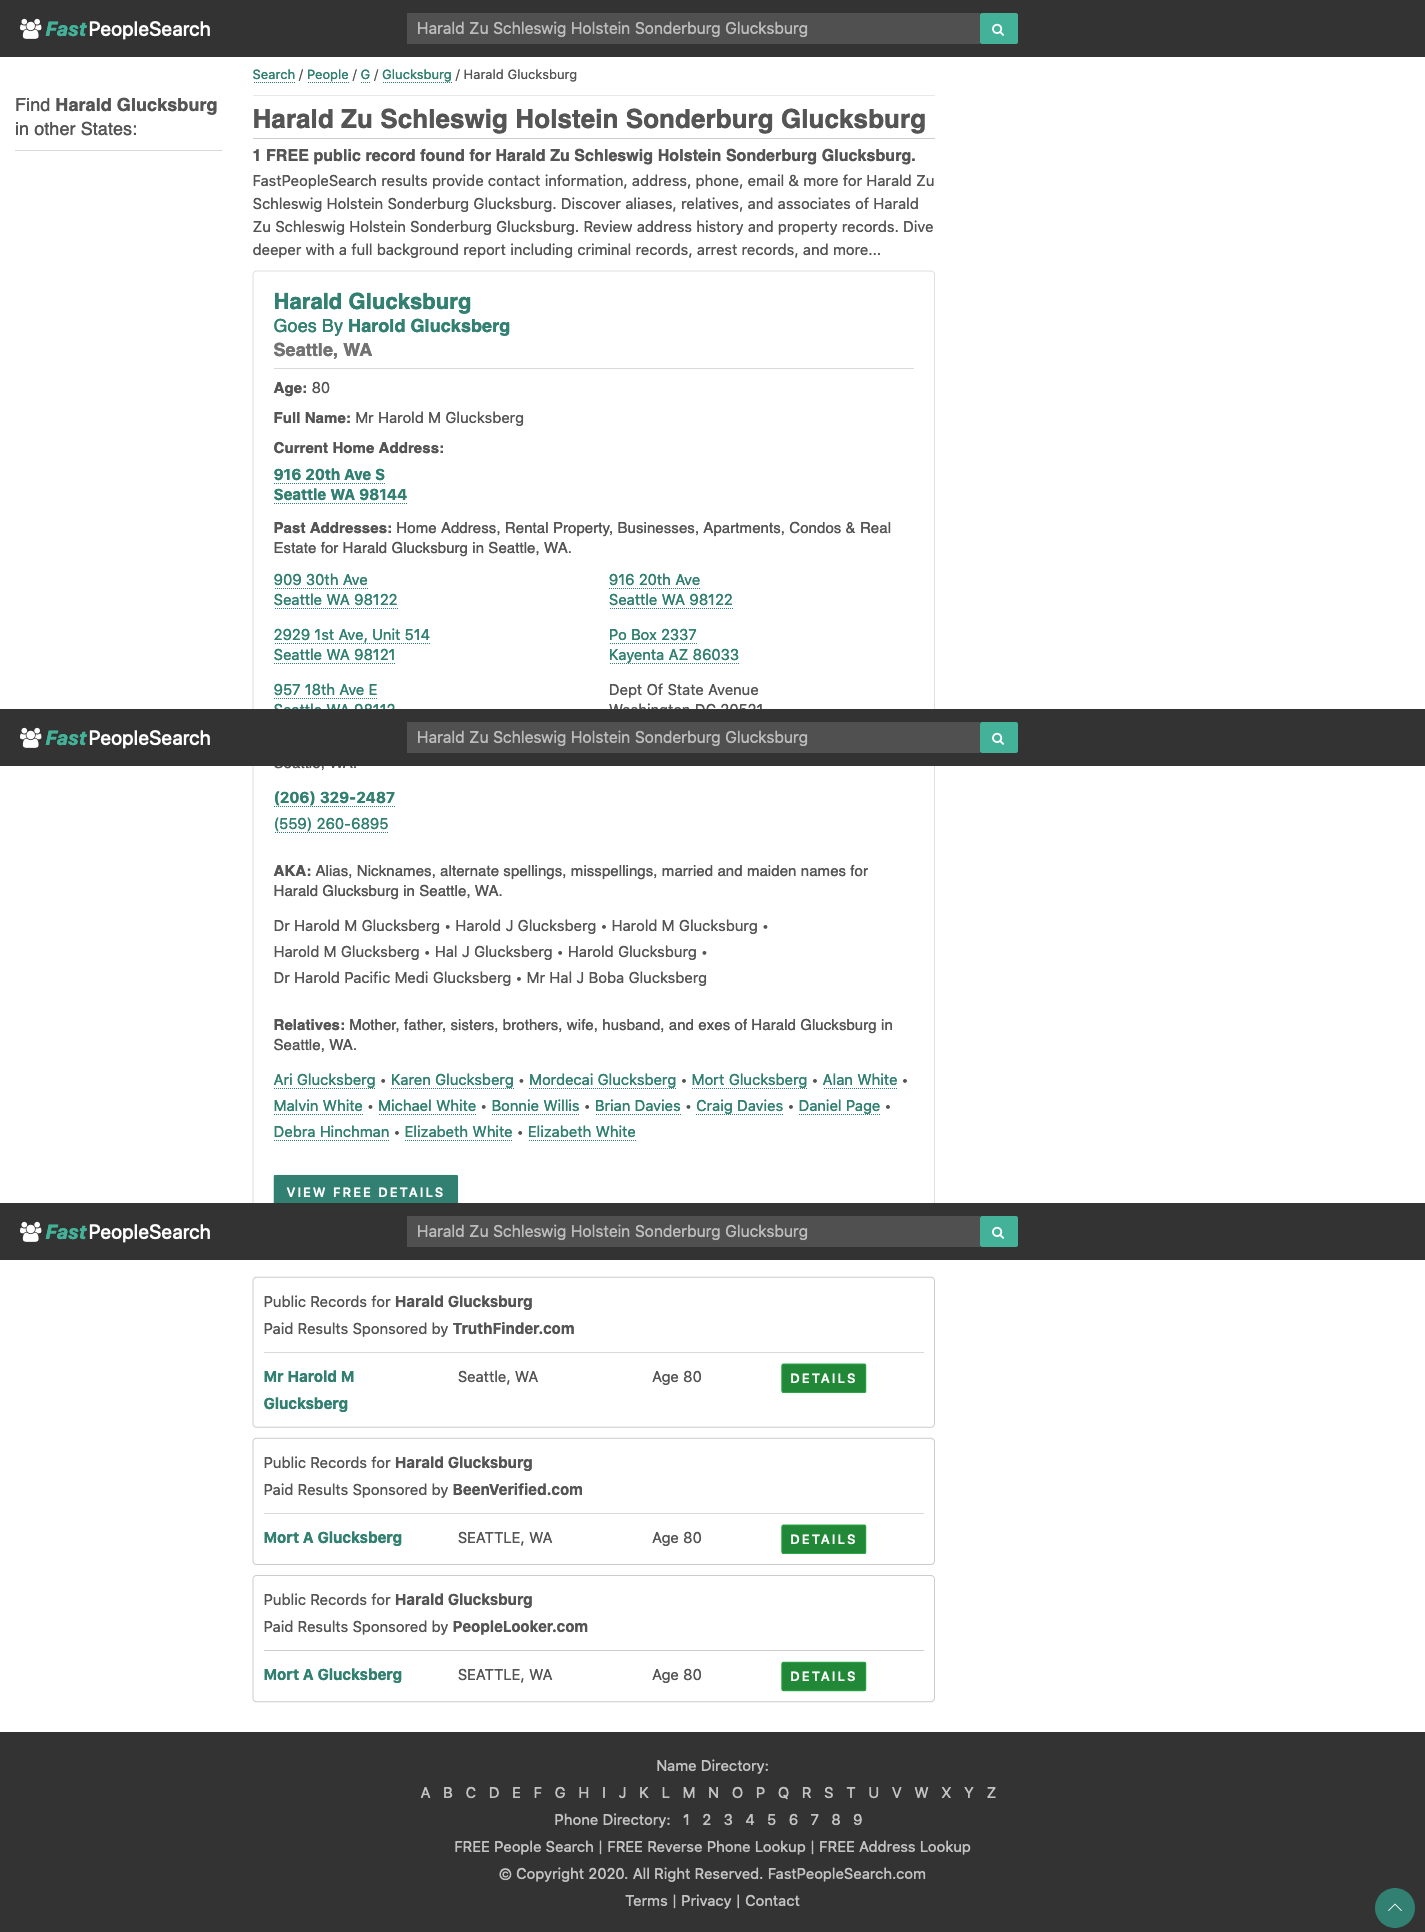 FastPeopleSearch
Harald Zu Schleswig Holstein Sonderburg Glucksburg
Find Harald Glucksburg
in other States:
Search / People / G / Glucksburg / Harald Glucksburg
Harald Zu Schleswig Holstein Sonderburg Glucksburg
1 FREE public record found for Harald Zu Schleswig Holstein Sonderburg Glucksburg.
FastPeopleSearch results provide contact information, address, phone, email & more for Harald Zu
Schleswig Holstein Sonderburg Glucksburg. Discover aliases, relatives, and associates of Harald
Zu Schleswig Holstein Sonderburg Glucksburg. Review address history and property records. Dive
deeper with a full background report including criminal records, arrest records, and more...
Harald Glucksburg
Goes By Harold Glucksberg
Seattle, WA
Age: 80
Full Name: Mr Harold M Glucksberg
Current Home Address:
916 20th Ave S
Seattle WA 98144
Past Addresses: Home Address, Rental Property, Businesses, Apartments, Condos & Real
Estate for Harald Glucksburg in Seattle, WA.
909 30th Ave
Seattle WA 98122
916 20th Ave
Seattle WA 98122
2929 1st Ave, Unit 514
Seattle WA 98121
Po Box 2337
Kayenta AZ 86033
957 18th Ave E
Seattle WA 98112
Dept Of State Avenue
Washington DC 20521
FastPeopleSearch
Harald Zu Schleswig Holstein Sonderburg Glucksburg
Seattle, WA.
(206) 329-2487
(559) 260-6895
AKA: Alias, Nicknames, alternate spellings, misspellings, married and maiden names for
Harald Glucksburg in Seattle, WA.
Dr Harold M Glucksberg • Harold J Glucksberg • Harold M Glucksburg •
Harold M Glucksberg • Hal J Glucksberg • Harold Glucksburg •
Dr Harold Pacific Medi Glucksberg • Mr Hal J Boba Glucksberg
Relatives: Mother, father, sisters, brothers, wife, husband, and exes of Harald Glucksburg in
Seattle, WA.
Ari Glucksberg • Karen Glucksberg • Mordecai Glucksberg • Mort Glucksberg • Alan White •
Malvin White • Michael White • Bonnie Willis • Brian Davies • Craig Davies • Daniel Page •
Debra Hinchman • Elizabeth White • Elizabeth White
VIEW FREE DETAILS
FastPeopleSearch
Harald Zu Schleswig Holstein Sonderburg Glucksburg
Public Records for Harald Glucksburg
Paid Results Sponsored by TruthFinder.com
Mr Harold M
Glucksberg
Seattle, WA
Age 80
DETAILS
Public Records for Harald Glucksburg
Paid Results Sponsored by BeenVerified.com
Mort A Glucksberg
SEATTLE, WA
Age 80
DETAILS
Public Records for Harald Glucksburg
Paid Results Sponsored by PeopleLooker.com
Mort A Glucksberg
SEATTLE, WA
Age 80
DETAILS
Name Directory:
A B C D E F G H I J K L M N O P Q R S T U V W X Y Z
Phone Directory: 1 2 3 4 5 6 7 8 9
FREE People Search | FREE Reverse Phone Lookup | FREE Address Lookup
© Copyright 2020. All Right Reserved. FastPeopleSearch.com
Terms | Privacy | Contact